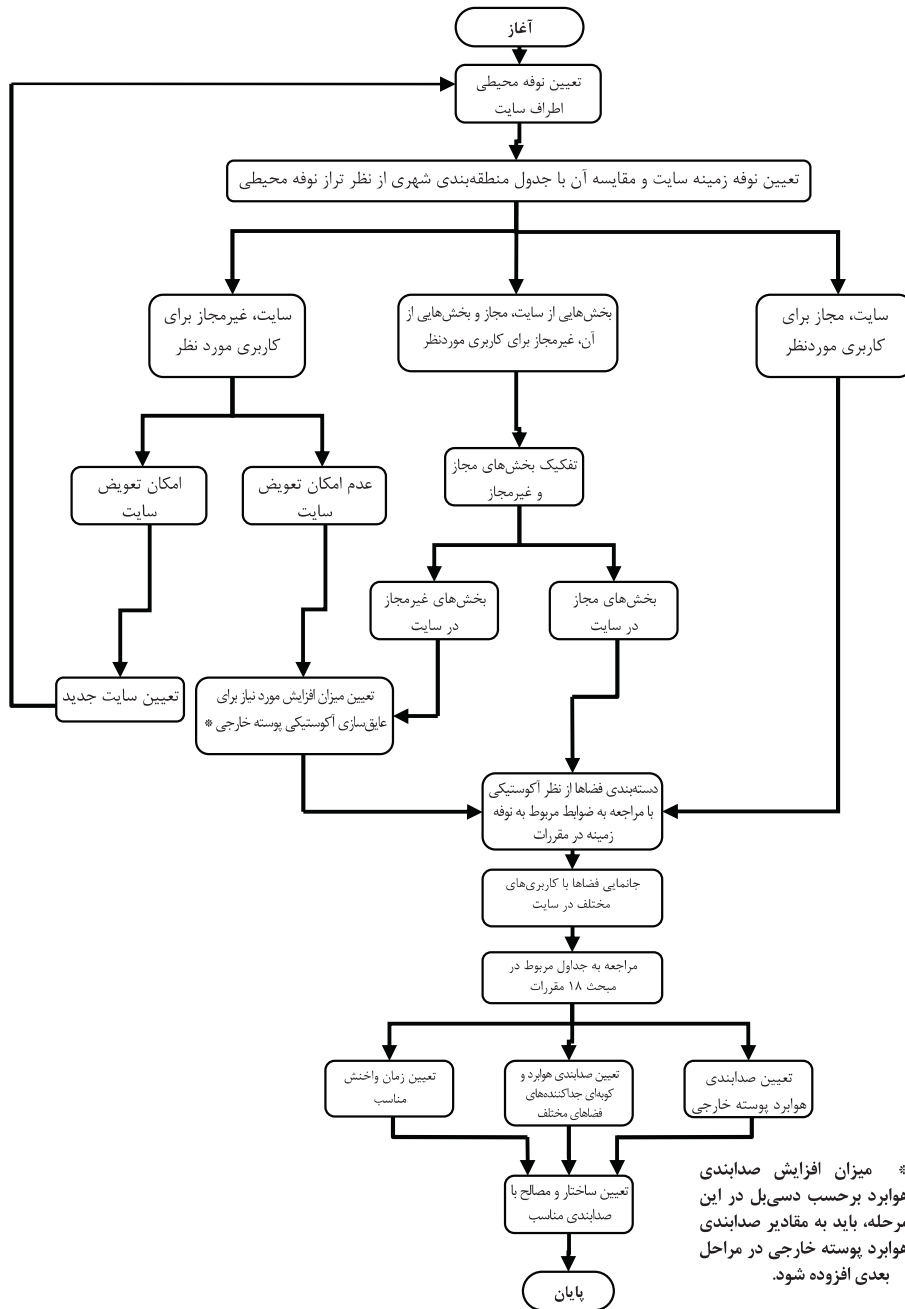 آغاز
تعیین نوفه محیطی
اطراف سایت
تعیین نوفه زمینه سایت و مقایسه آن با جدول منطقه‌بندی شهری از نظر تراز نوفه محیطی
سایت، مجاز برای
کاربری موردنظر
بخش‌هایی از سایت، مجاز و بخش‌هایی از
آن، غیرمجاز برای کاربری موردنظر
سایت، غیرمجاز برای
کاربری مورد نظر
تفکیک بخش‌های مجاز
و غیرمجاز
عدم امکان تعویض
سایت
امکان تعویض
سایت
بخش‌های مجاز
در سایت
بخش‌های غیرمجاز
در سایت
تعیین میزان افزایش مورد نیاز برای
عایق‌سازی آکوستیکی پوسته خارجی *
تعیین سایت جدید
دسته‌بندی فضاها از نظر آکوستیکی
با مراجعه به ضوابط مربوط به نوفه
زمینه در مقررات
جانمایی فضاها با کاربری‌های
مختلف در سایت
مراجعه به جداول مربوط در
مبحث ۱۸ مقررات
تعیین صدابندی
هوابرد پوسته خارجی
تعیین صدابندی هوابرد و
کوبه‌ای جداکننده‌های
فضاهای مختلف
تعیین زمان واخنش
مناسب
تعیین ساختار و مصالح با
صدابندی مناسب
پایان
* میزان افزایش صدابندی
هوابرد برحسب دسی‌بل در این
مرحله، باید به مقادیر صدابندی
هوابرد پوسته خارجی در مراحل
بعدی افزوده شود.